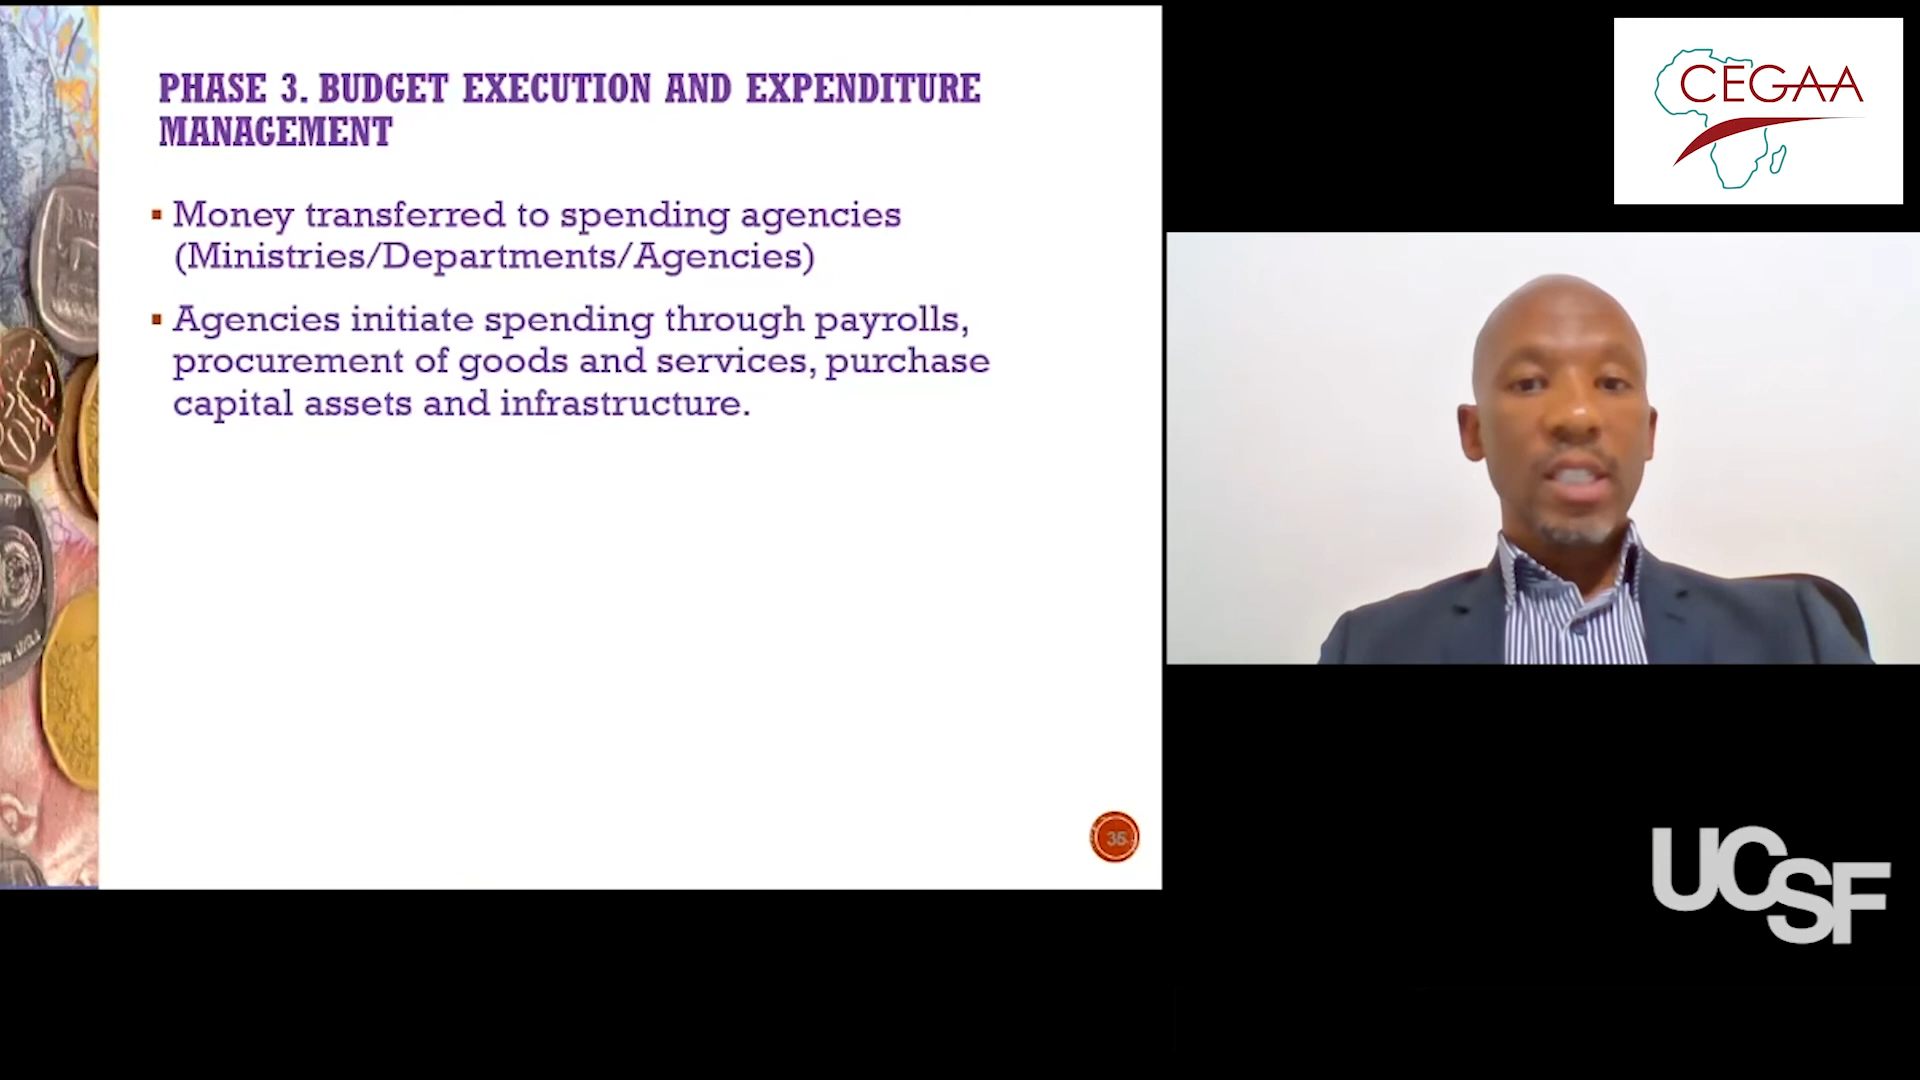 PHASE 3. BUDGET EXECUTION AND EXPENDITURE
MANAGEMENT
▪ Money transferred to spending agencies
(Ministries/Departments/Agencies)
▪ Agencies initiate spending through payrolls,
procurement of goods and services, purchase
capital assets and infrastructure.
35
CEGAA
UCSF